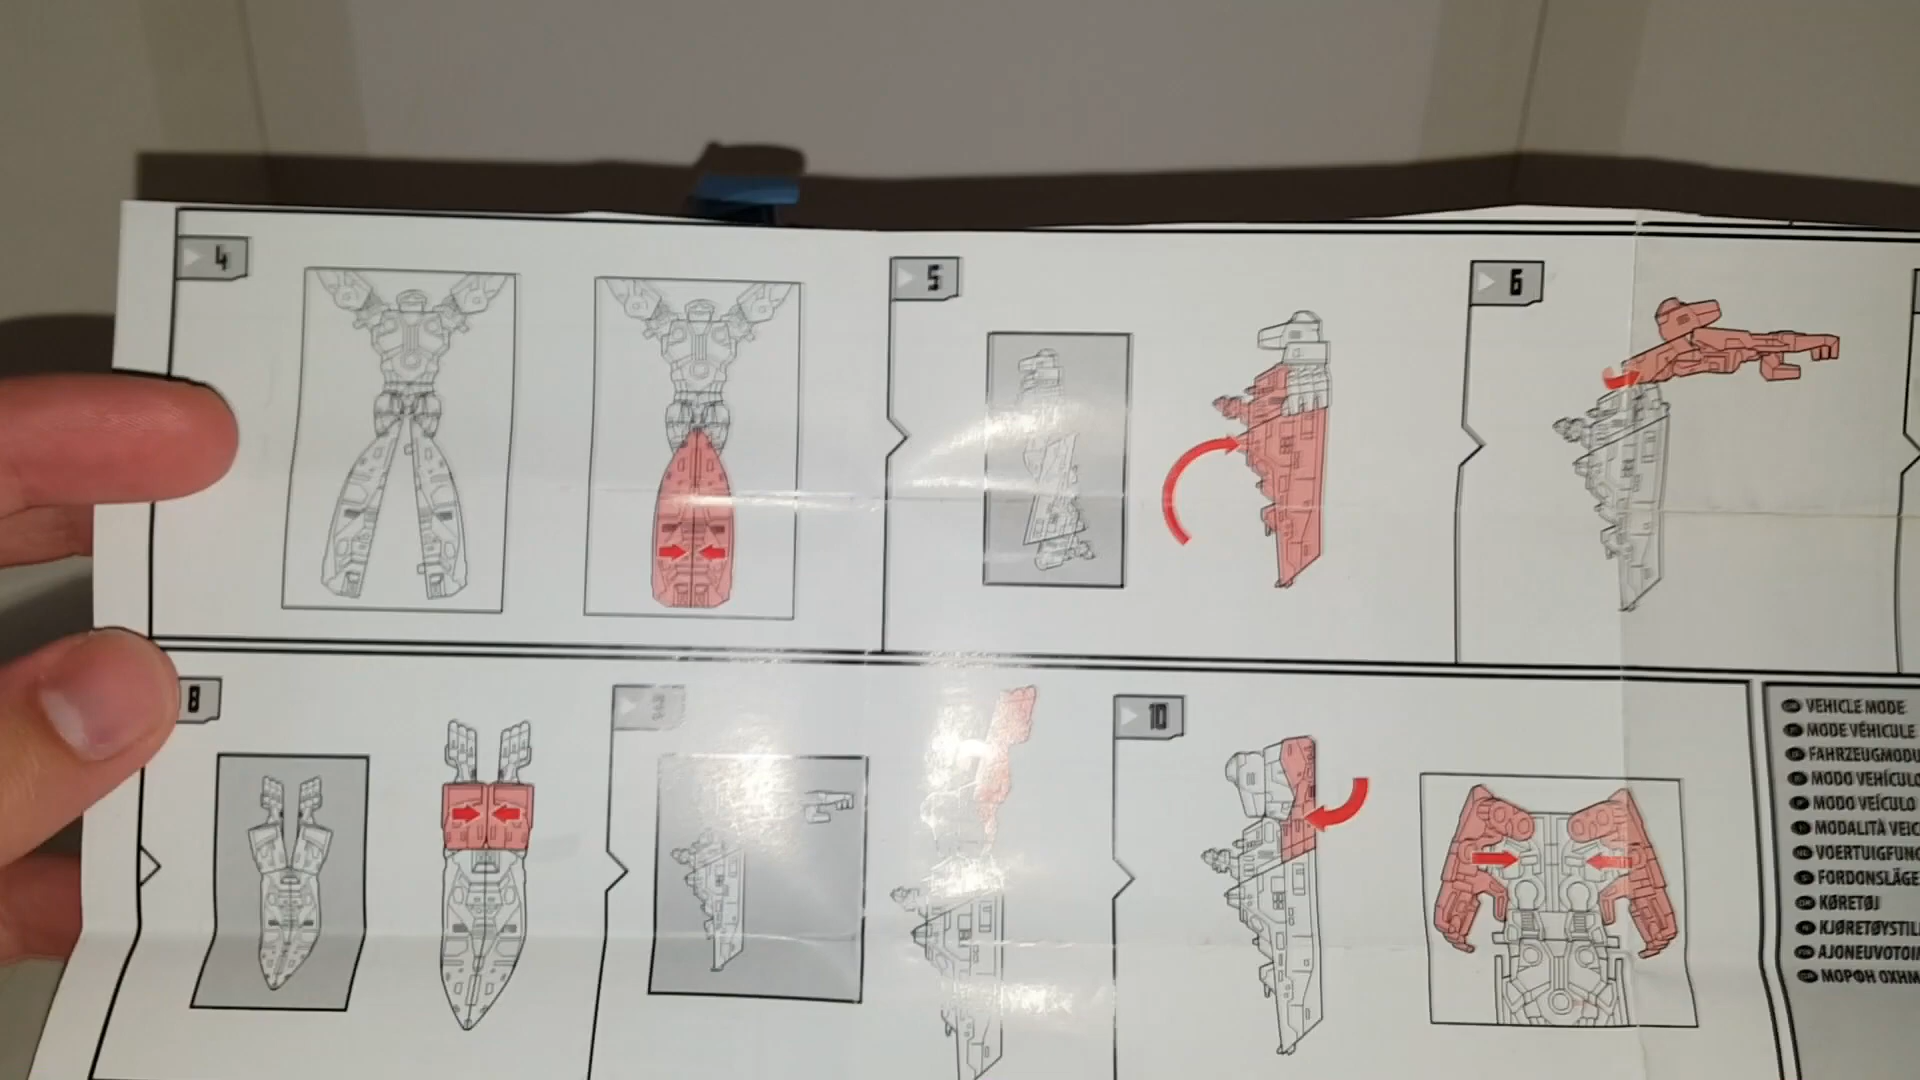 4
5
6
8
10
VEHICLE MODE
MODE VÉHICULE
FAHRZEUGMODU
MODO VEHÍCULO
MODO VEÍCULO
MODALITÀ VEIC
VOERTUIGFUNC
FORDONSLÄGE
KØRETØJ
KJØRETØYSTIL
AJONEUVOTOI
ΜΟΡΦΗ ΟΧΗΜ